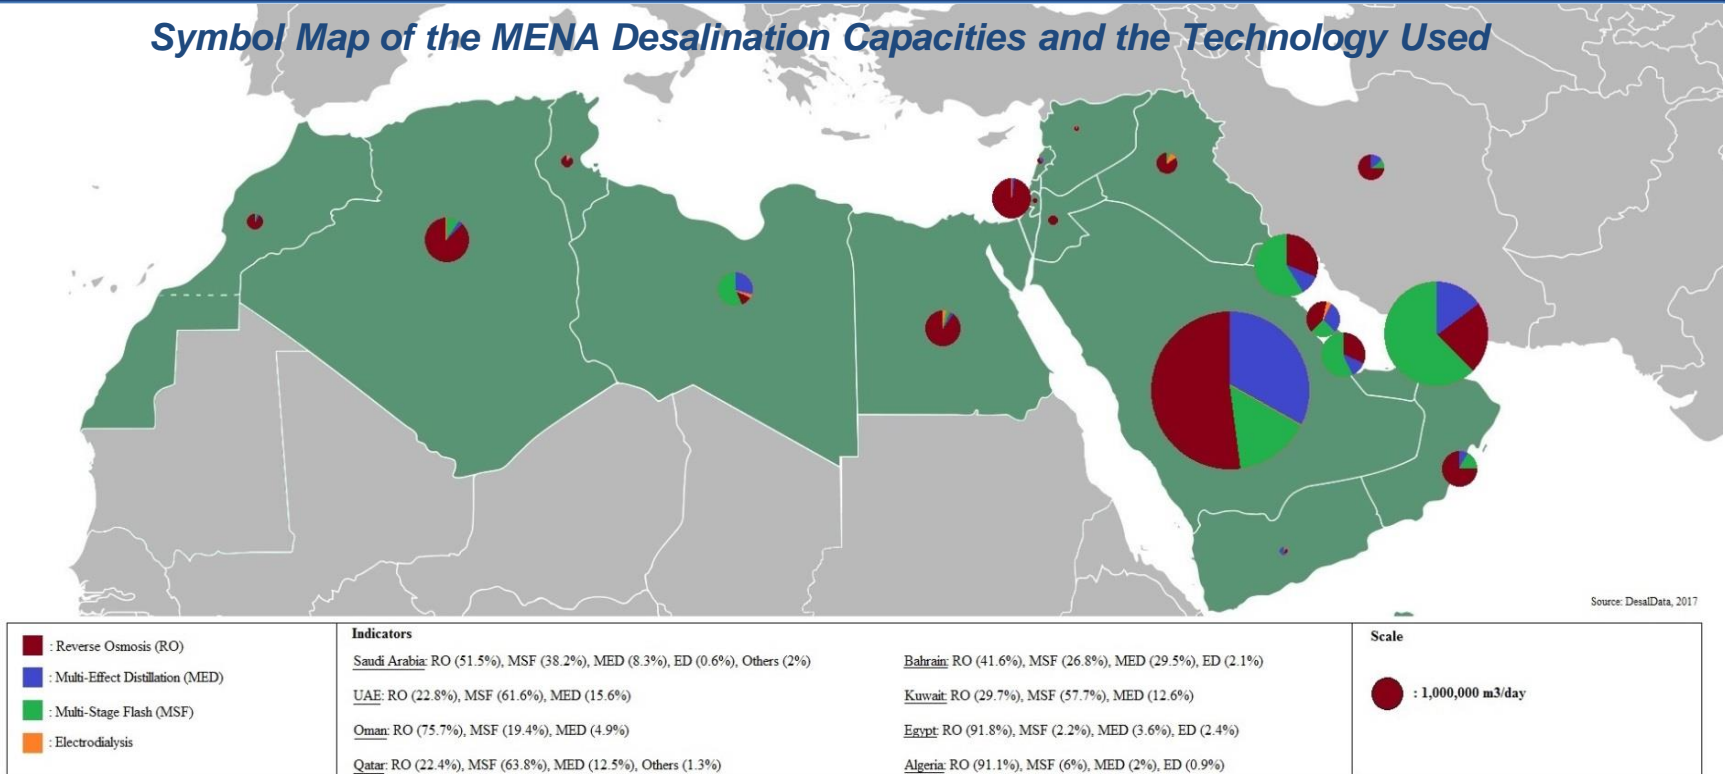 Symbol Map of the MENA Desalination Capacities and the Technology Used
Source: DesalData, 2017
: Reverse Osmosis (RO)
: Multi-Effect Distillation (MED)
: Multi-Stage Flash (MSF)
: Electrodialysis
Indicators
Saudi Arabia: RO (51.5%), MSF (38.2%), MED (8.3%), ED (0.6%), Others (2%)
UAE: RO (22.8%), MSF (61.6%), MED (15.6%)
Oman: RO (75.7%), MSF (19.4%), MED (4.9%)
Qatar: RO (22.4%), MSF (63.8%), MED (12.5%), Others (1.3%)
Bahrain: RO (41.6%), MSF (26.8%), MED (29.5%), ED (2.1%)
Kuwait: RO (29.7%), MSF (57.7%), MED (12.6%)
Egypt: RO (91.8%), MSF (2.2%), MED (3.6%), ED (2.4%)
Algeria: RO (91.1%), MSF (6%), MED (2%), ED (0.9%)
Scale
: 1,000,000 m3/day